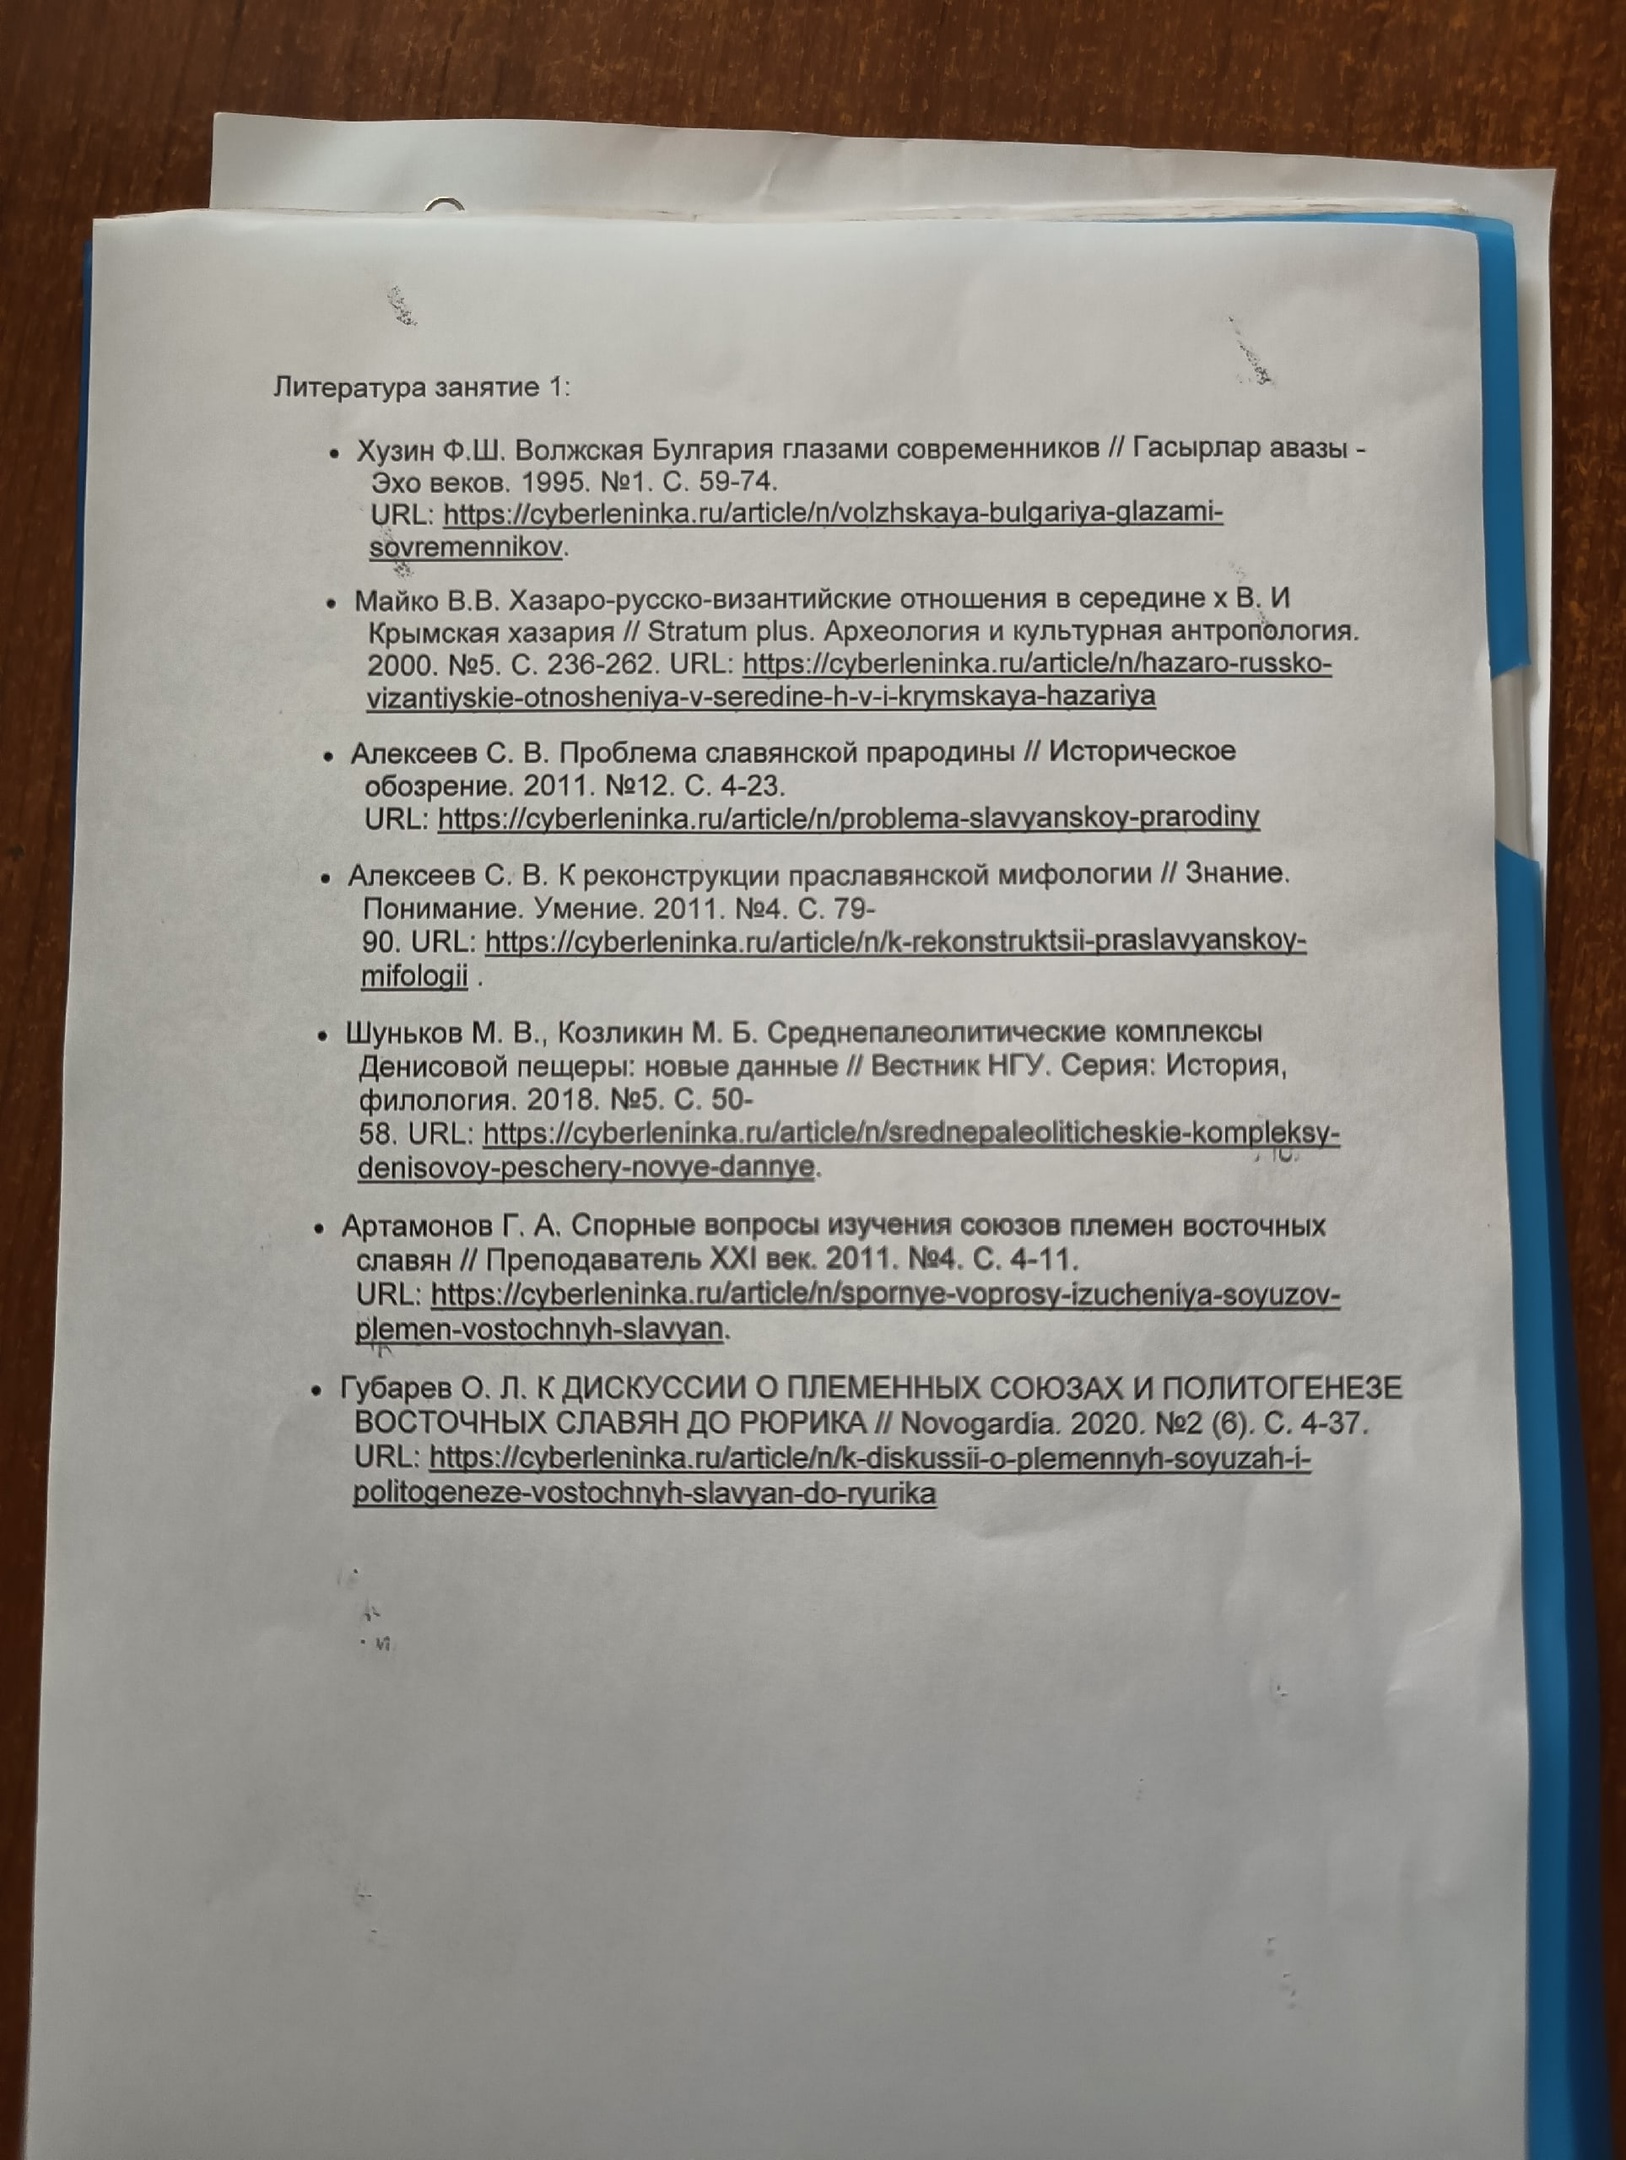 Литература занятие 1:
• Хузин Ф.Ш. Волжская Булгария глазами современников // Гасырлар авазы -
Эхо веков. 1995. №1. С. 59-74.
URL: https://cyberleninka.ru/article/n/volzhskaya-bulgariya-glazami-
sovremennikov.
• Майко В.В. Хазаро-русско-византийские отношения в середине х В. И
Крымская хазария // Stratum plus. Археология и культурная антропология.
2000. №5. С. 236-262. URL: https://cyberleninka.ru/article/n/hazaro-russko-
vizantiyskie-otnosheniya-v-seredine-h-v-i-krymskaya-hazariya
• Алексеев С. В. Проблема славянской прародины // Историческое
обозрение. 2011. №12. С. 4-23.
URL: https://cyberleninka.ru/article/n/problema-slavyanskoy-prarodiny
• Алексеев С. В. К реконструкции праславянской мифологии // Знание.
Понимание. Умение. 2011. №4. С. 79-
90. URL: https://cyberleninka.ru/article/n/k-rekonstruktsii-praslavyanskoy-
mifologii .
• Шуньков М. В., Козликин М. Б. Среднепалеолитические комплексы
Денисовой пещеры: новые данные // Вестник НГУ. Серия: История,
филология. 2018. №5. С. 50-
58. URL: https://cyberleninka.ru/article/n/srednepaleoliticheskie-kompleksy-
denisovoy-peschery-novye-dannye.
• Артамонов Г. А. Спорные вопросы изучения союзов племен восточных
славян // Преподаватель XXI век. 2011. №4. С. 4-11.
URL: https://cyberleninka.ru/article/n/spornye-voprosy-izucheniya-soyuzov-
plemen-vostochnyh-slavyan.
• Губарев О. Л. К ДИСКУССИИ О ПЛЕМЕННЫХ СОЮЗАХ И ПОЛИТОГЕНЕЗЕ
ВОСТОЧНЫХ СЛАВЯН ДО РЮРИКА // Novogardia. 2020. №2 (6). С. 4-37.
URL: https://cyberleninka.ru/article/n/k-diskussii-o-plemennyh-soyuzah-i-
politogeneze-vostochnyh-slavyan-do-ryurika